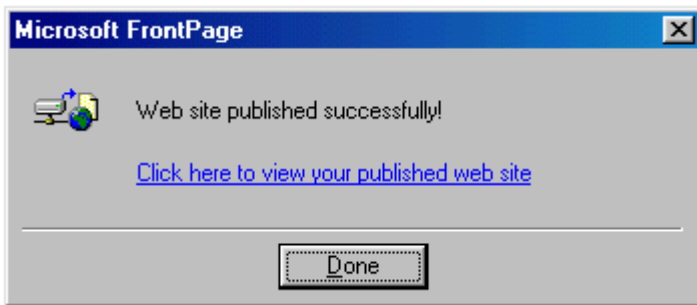 Microsoft FrontPage
Web site published successfully!
Click here to view your published web site
Done